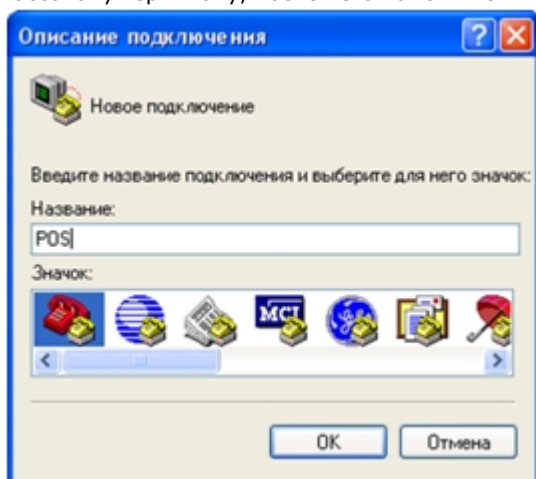 Описание подключения
Новое подключение
Введите название подключения и выберите для него значок:
Название:
POS
Значок:
MCI
OK
Отмена